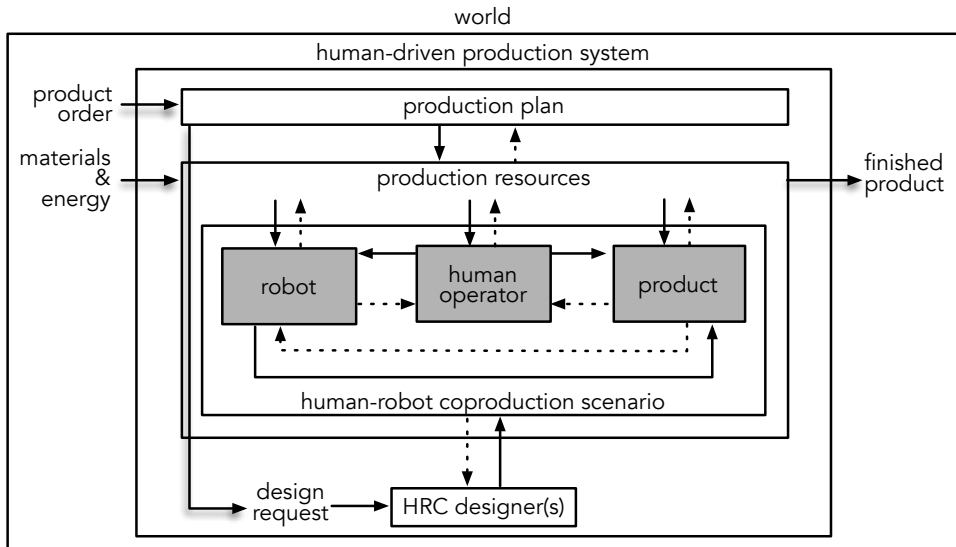 world
human-driven production system
product
order
production plan
materials
&
energy
production resources
finished
product
robot
human
operator
product
human-robot coproduction scenario
design
request
HRC designer(s)